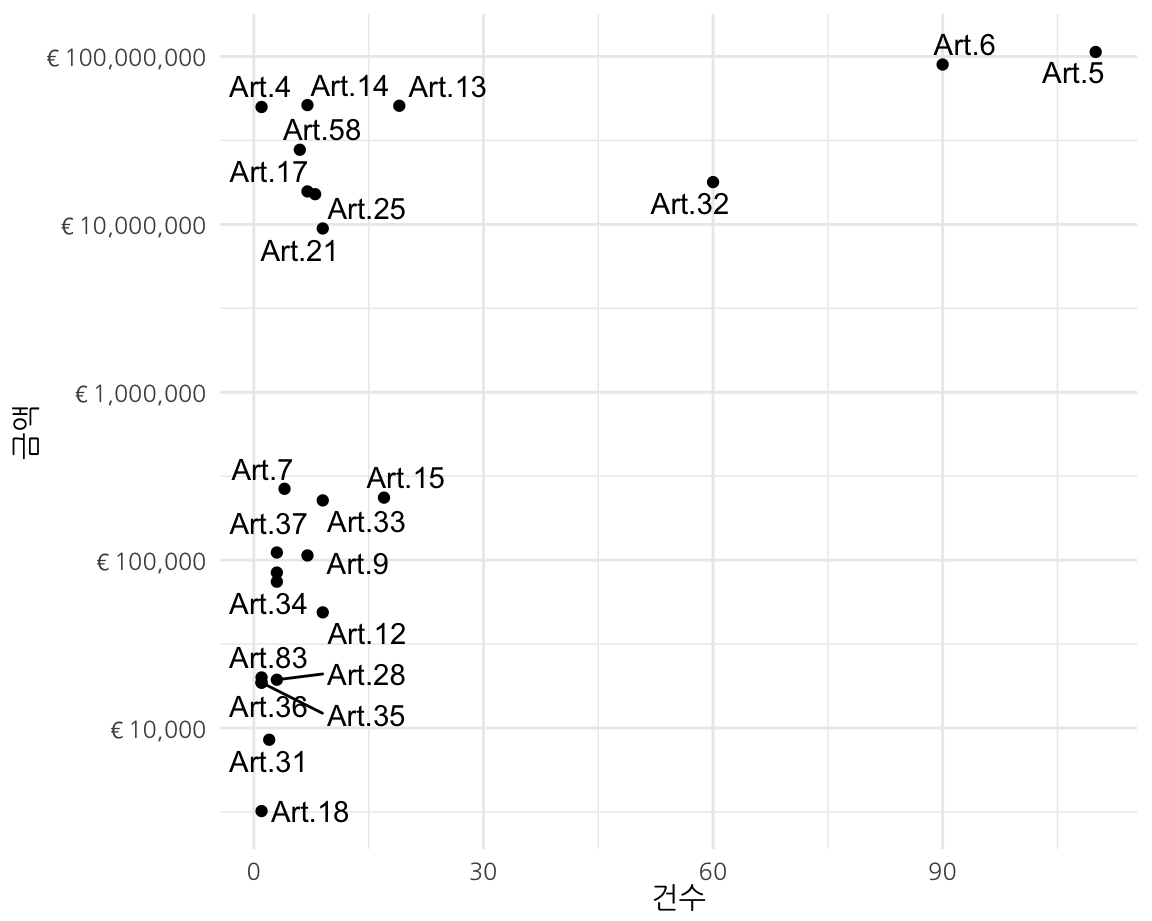 € 100,000,000
€ 10,000,000
€ 1,000,000
€ 100,000
€ 10,000
금액
Art.6
Art.5
Art.4
Art.14
Art.13
Art.58
Art.17
Art.32
Art.25
Art.21
Art.7
Art.15
Art.37
Art.33
Art.9
Art.34
Art.12
Art.83
Art.28
Art.36
Art.35
Art.31
Art.18
0
30
60
90
건수